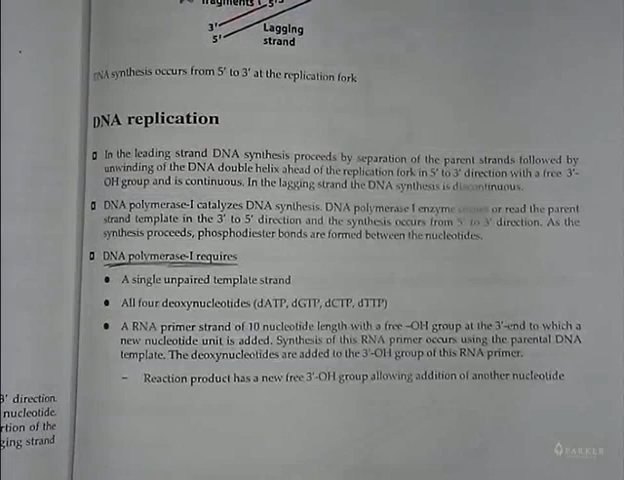 fragments
5'
3'
Lagging
5'
strand
DNA synthesis occurs from 5' to 3' at the replication fork
DNA replication
In the leading strand DNA synthesis proceeds by separation of the parent strands followed by
unwinding of the DNA double helix ahead of the replication fork in 5' to 3' direction with a free 3'-
OH group and is continuous. In the lagging strand the DNA synthesis is discontinuous.
DNA polymerase-I catalyzes DNA synthesis. DNA polymerase I enzyme or read the parent
strand template in the 3' to 5' direction and the synthesis occurs from 5' to 3' direction. As the
synthesis proceeds, phosphodiester bonds are formed between the nucleotides.
DNA polymerase-I requires
• A single unpaired template strand
• All four deoxynucleotides (dATP, dGTP, dCTP, dTTP)
• A RNA primer strand of 10 nucleotide length with a free -OH group at the 3'-end to which a
new nucleotide unit is added. Synthesis of this RNA primer occurs using the parental DNA
template. The deoxynucleotides are added to the 3'-OH group of this RNA primer.
– Reaction product has a new free 3'-OH group allowing addition of another nucleotide
3' direction.
nucleotide.
rtion of the
ging strand
PARKER